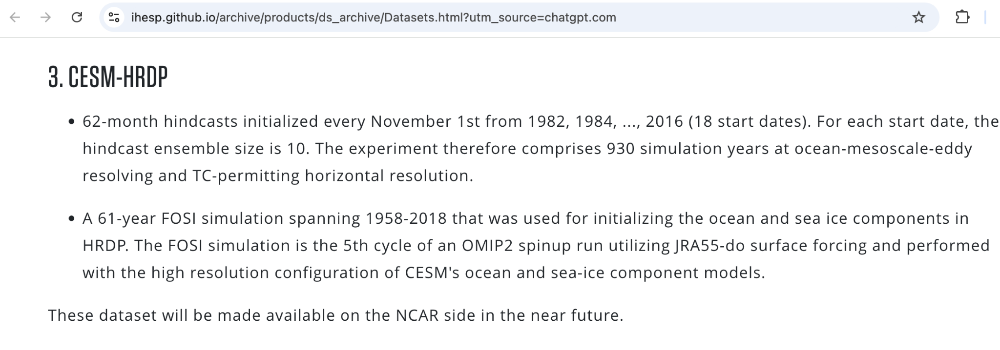 ihesp.github.io/archive/products/ds_archive/Datasets.html?utm_source=chatgpt.com
3. CESM-HRDP
• 62-month hindcasts initialized every November 1st from 1982, 1984, ..., 2016 (18 start dates). For each start date, the
hindcast ensemble size is 10. The experiment therefore comprises 930 simulation years at ocean-mesoscale-eddy
resolving and TC-permitting horizontal resolution.
• A 61-year FOSI simulation spanning 1958-2018 that was used for initializing the ocean and sea ice components in
HRDP. The FOSI simulation is the 5th cycle of an OMIP2 spinup run utilizing JRA55-do surface forcing and performed
with the high resolution configuration of CESM's ocean and sea-ice component models.
These dataset will be made available on the NCAR side in the near future.